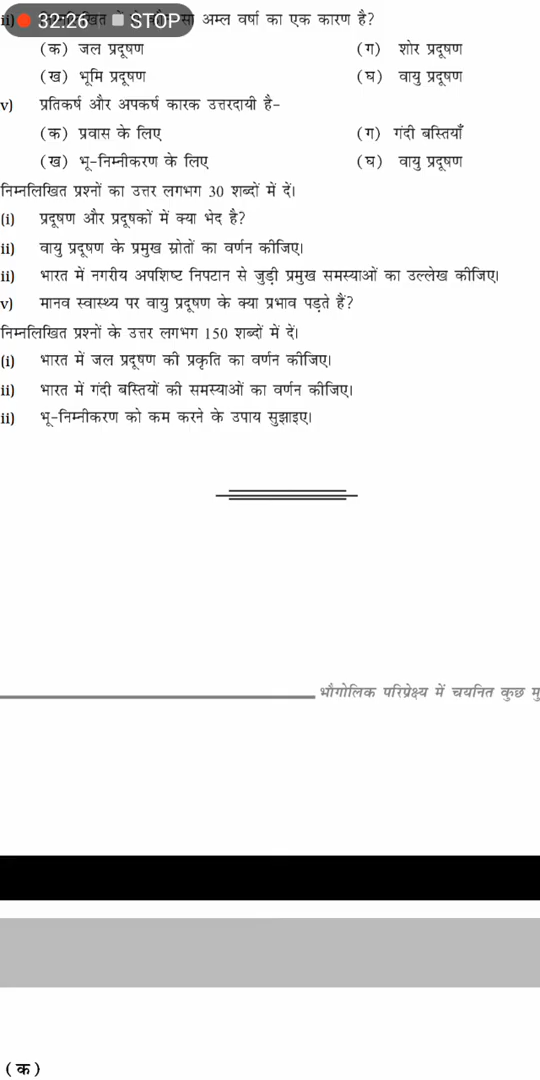 ii) 32:26 STOP अम्ल वर्षा का एक कारण है?
(क) जल प्रदूषण (ग) शोर प्रदूषण
(ख) भूमि प्रदूषण (घ) वायु प्रदूषण
v) प्रतिकर्ष और अपकर्ष कारक उत्तरदायी है-
(क) प्रवास के लिए (ग) गंदी बस्तियाँ
(ख) भू-निम्नीकरण के लिए (घ) वायु प्रदूषण
निम्नलिखित प्रश्नों का उत्तर लगभग 30 शब्दों में दें।
(i) प्रदूषण और प्रदूषकों में क्या भेद है?
ii) वायु प्रदूषण के प्रमुख स्रोतों का वर्णन कीजिए।
ii) भारत में नगरीय अपशिष्ट निपटान से जुड़ी प्रमुख समस्याओं का उल्लेख कीजिए।
v) मानव स्वास्थ्य पर वायु प्रदूषण के क्या प्रभाव पड़ते हैं?
निम्नलिखित प्रश्नों के उत्तर लगभग 150 शब्दों में दें।
(i) भारत में जल प्रदूषण की प्रकृति का वर्णन कीजिए।
ii) भारत में गंदी बस्तियों की समस्याओं का वर्णन कीजिए।
ii) भू-निम्नीकरण को कम करने के उपाय सुझाइए।
भौगोलिक परिप्रेक्ष्य में चयनित कुछ मु
(क)